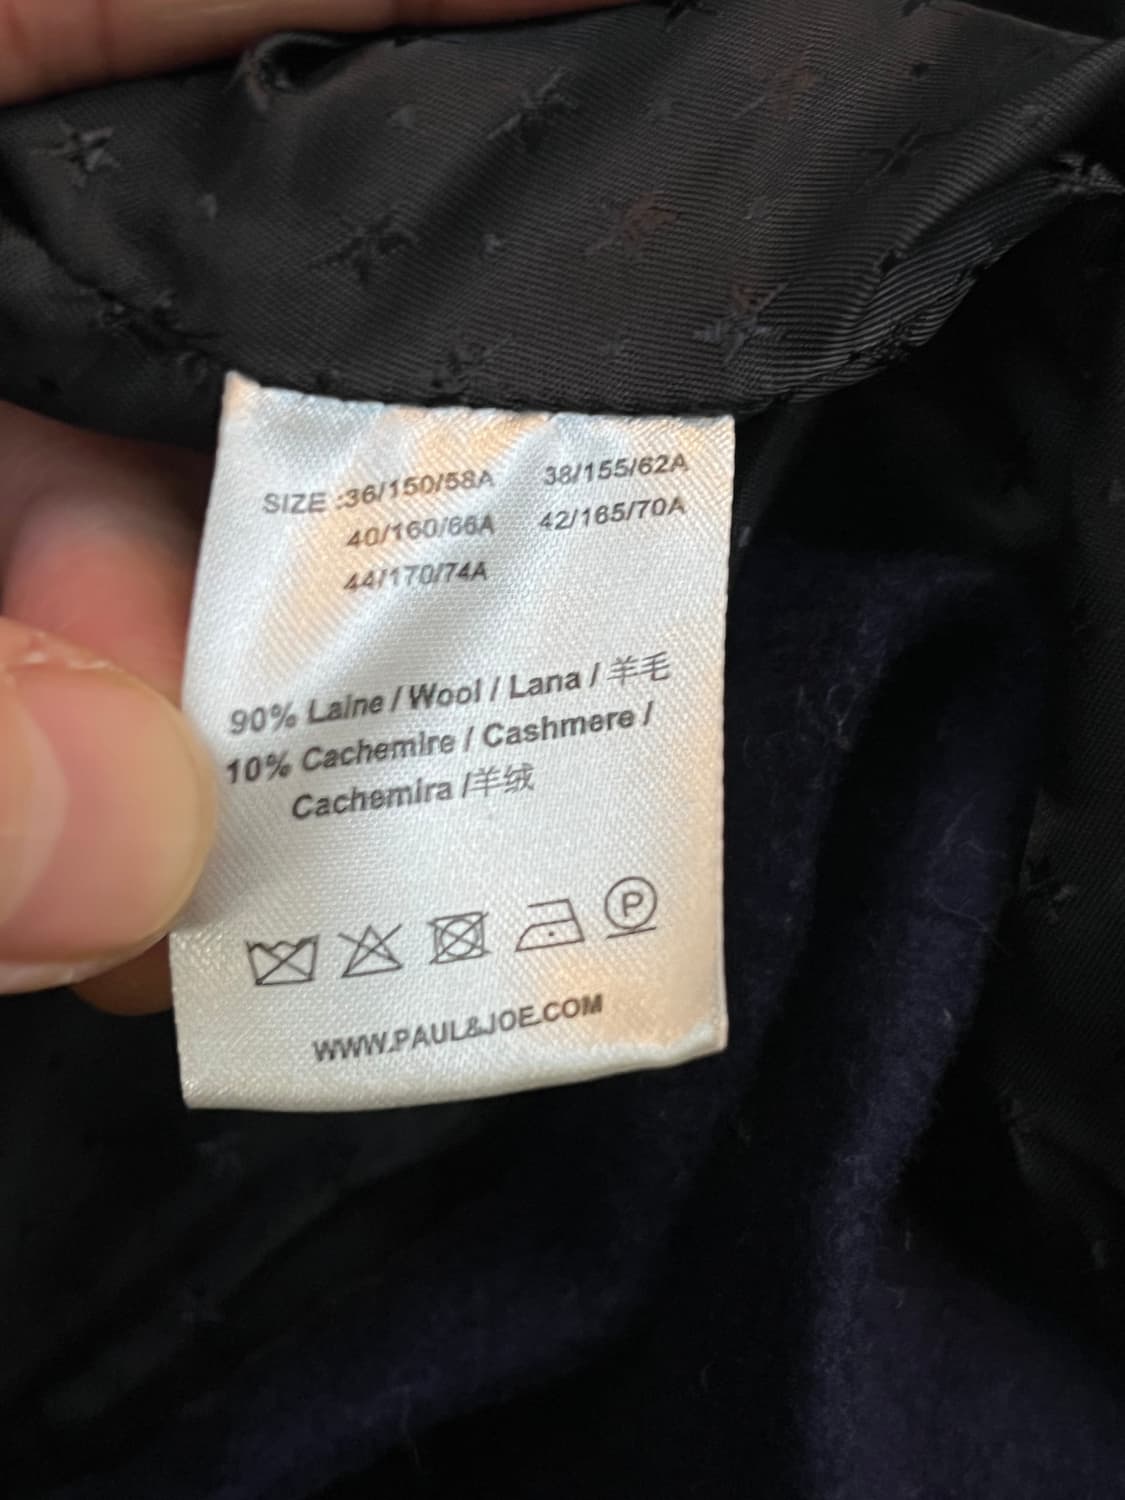 SIZE :36/150/58A 38/155/62A
40/160/66A 42/165/70A
44/170/74A
90% Laine / Wool / Lana / 羊毛
10% Cachemire / Cashmere /
Cachemira /羊绒
P
WWW.PAUL&JOE.COM